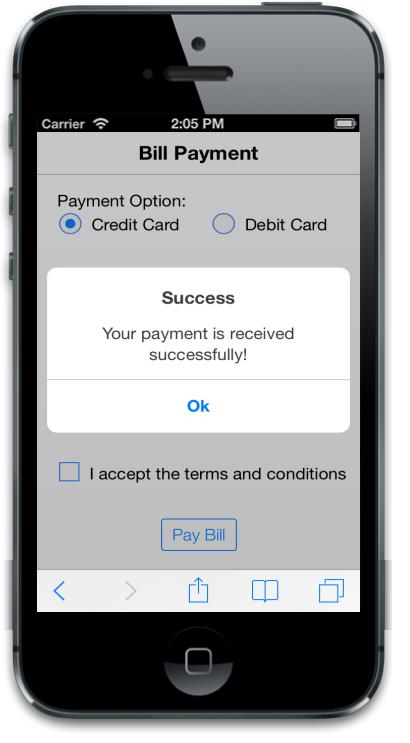 Carrier 2:05 PM
Bill Payment
Payment Option:
Credit Card Debit Card
Success
Your payment is received
successfully!
Ok
I accept the terms and conditions
Pay Bill